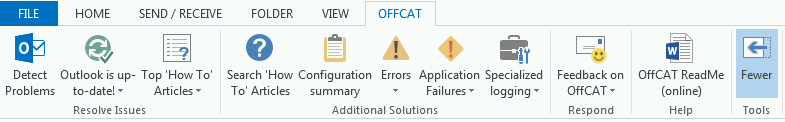 FILE HOME SEND / RECEIVE FOLDER VIEW OFFCAT
Detect Problems
Outlook is up-to-date!
Top 'How To' Articles
Resolve Issues
Search 'How To' Articles
Configuration summary
Errors
Application Failures
Specialized logging
Additional Solutions
Feedback on OffCAT
Respond
OffCAT ReadMe (online)
Help
Fewer
Tools